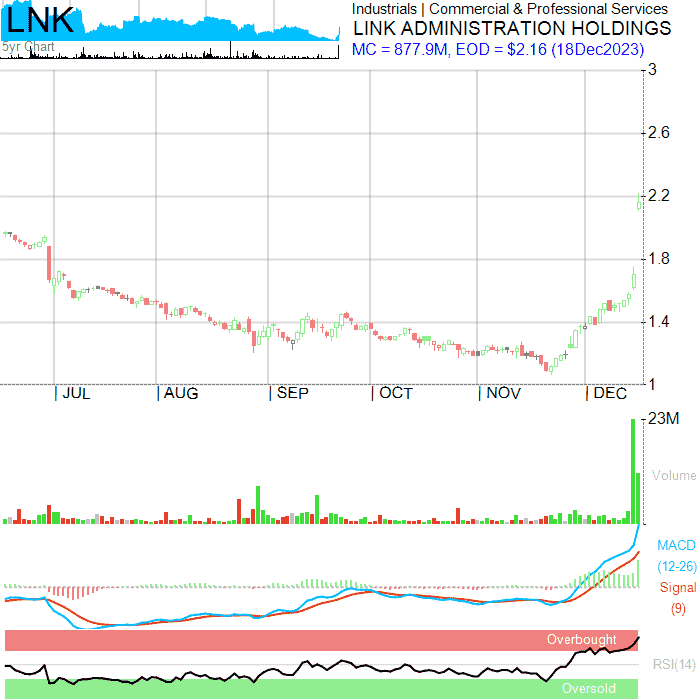 LNK
5yr Chart
Industrials | Commercial & Professional Services
LINK ADMINISTRATION HOLDINGS
MC = 877.9M, EOD = $2.16 (18Dec2023)
3
2.6
2.2
1.8
1.4
1
| JUL | AUG | SEP | OCT | NOV | DEC
23M
Volume
MACD
(12-26)
Signal
(9)
Overbought
RSI(14)
Oversold